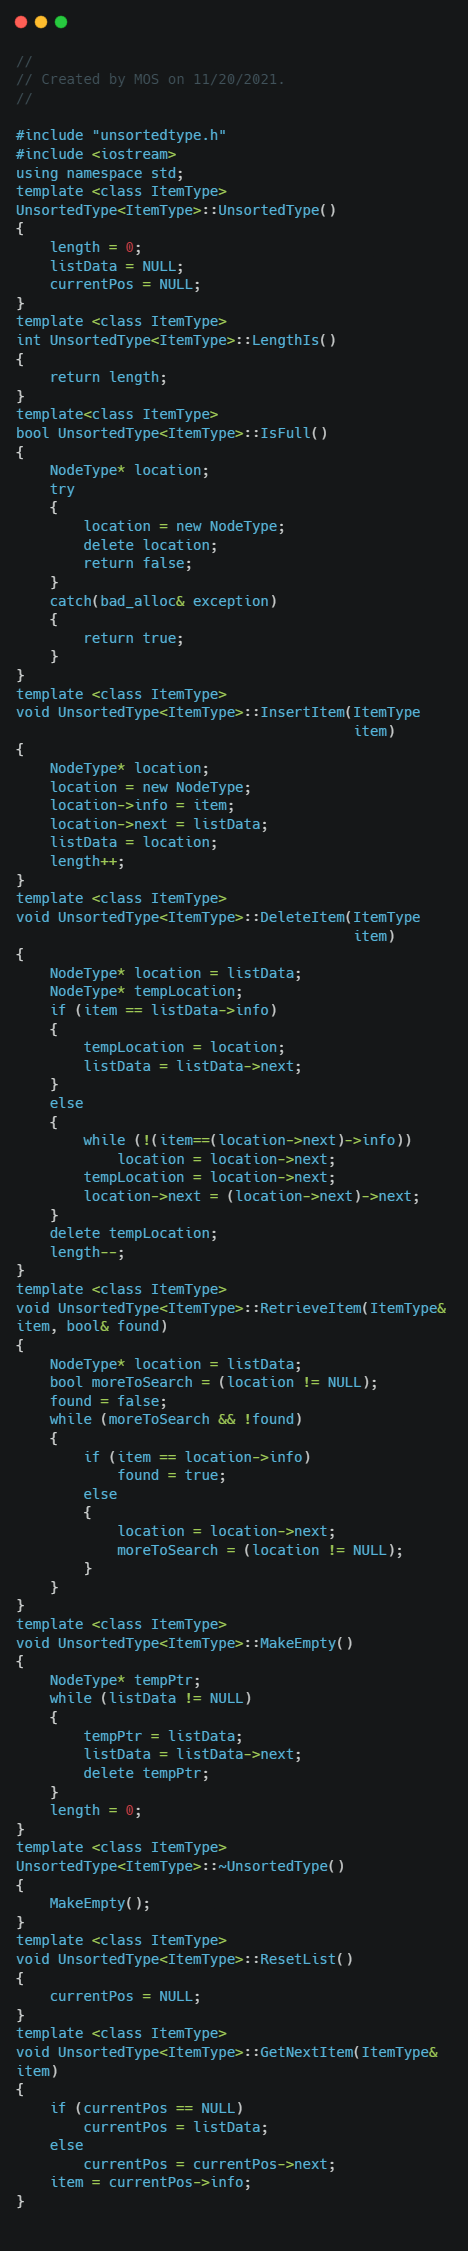 //
// Created by MOS on 11/20/2021.
//

#include "unsortedtype.h"
#include <iostream>
using namespace std;
template <class ItemType>
UnsortedType<ItemType>::UnsortedType()
{
    length = 0;
    listData = NULL;
    currentPos = NULL;
}
template <class ItemType>
int UnsortedType<ItemType>::LengthIs()
{
    return length;
}
template<class ItemType>
bool UnsortedType<ItemType>::IsFull()
{
    NodeType* location;
    try
    {
        location = new NodeType;
        delete location;
        return false;
    }
    catch(bad_alloc& exception)
    {
        return true;
    }
}
template <class ItemType>
void UnsortedType<ItemType>::InsertItem(ItemType
                                        item)
{
    NodeType* location;
    location = new NodeType;
    location->info = item;
    location->next = listData;
    listData = location;
    length++;
}
template <class ItemType>
void UnsortedType<ItemType>::DeleteItem(ItemType
                                        item)
{
    NodeType* location = listData;
    NodeType* tempLocation;
    if (item == listData->info)
    {
        tempLocation = location;
        listData = listData->next;
    }
    else
    {
        while (!(item==(location->next)->info))
            location = location->next;
        tempLocation = location->next;
        location->next = (location->next)->next;
    }
    delete tempLocation;
    length--;
}
template <class ItemType>
void UnsortedType<ItemType>::RetrieveItem(ItemType&
item, bool& found)
{
    NodeType* location = listData;
    bool moreToSearch = (location != NULL);
    found = false;
    while (moreToSearch && !found)
    {
        if (item == location->info)
            found = true;
        else
        {
            location = location->next;
            moreToSearch = (location != NULL);
        }
    }
}
template <class ItemType>
void UnsortedType<ItemType>::MakeEmpty()
{
    NodeType* tempPtr;
    while (listData != NULL)
    {
        tempPtr = listData;
        listData = listData->next;
        delete tempPtr;
    }
    length = 0;
}
template <class ItemType>
UnsortedType<ItemType>::~UnsortedType()
{
    MakeEmpty();
}
template <class ItemType>
void UnsortedType<ItemType>::ResetList()
{
    currentPos = NULL;
}
template <class ItemType>
void UnsortedType<ItemType>::GetNextItem(ItemType&
item)
{
    if (currentPos == NULL)
        currentPos = listData;
    else
        currentPos = currentPos->next;
    item = currentPos->info;
}